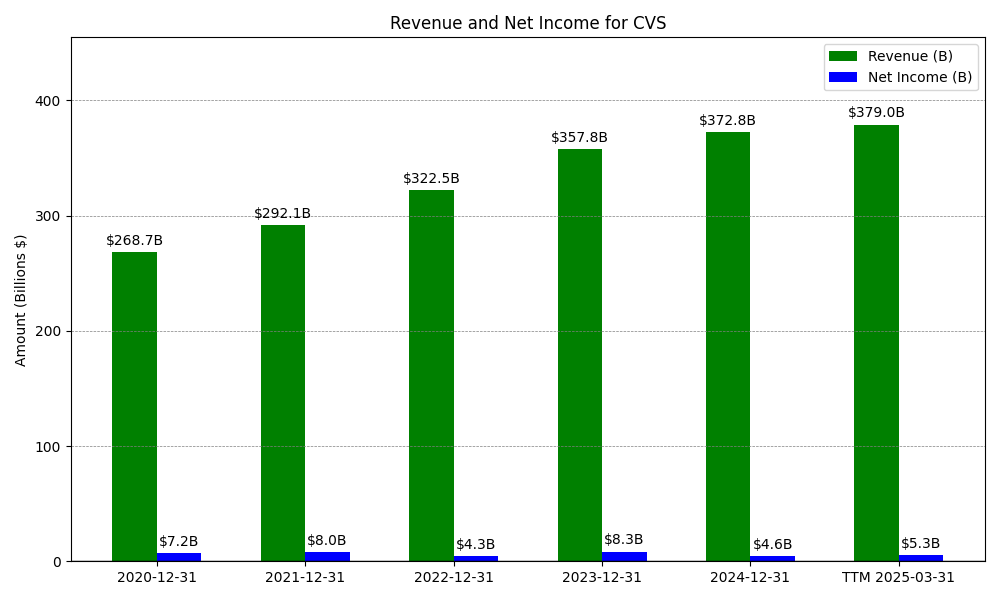 Revenue and Net Income for CVS
Revenue (B)
Net Income (B)
Amount (Billions $)
400
300
200
100
0
$268.7B
$292.1B
$322.5B
$357.8B
$372.8B
$379.0B
$7.2B
$8.0B
$4.3B
$8.3B
$4.6B
$5.3B
2020-12-31
2021-12-31
2022-12-31
2023-12-31
2024-12-31
TTM 2025-03-31